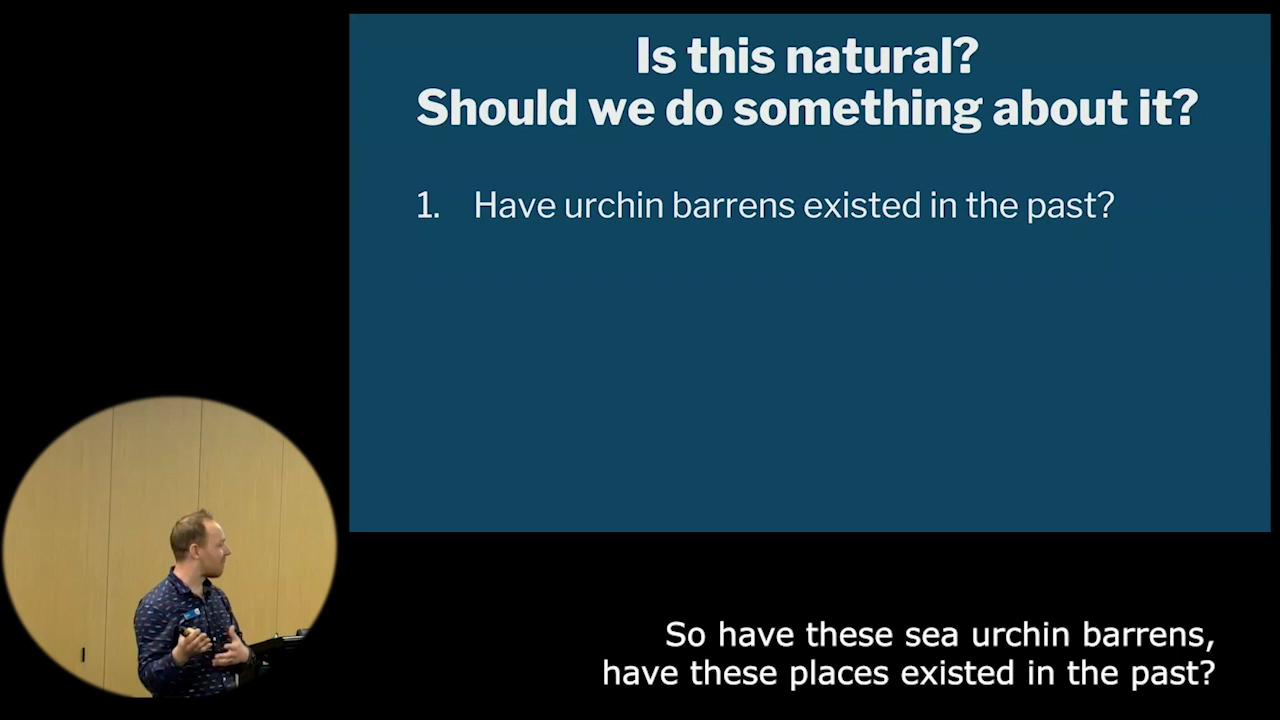 Is this natural?
Should we do something about it?
1. Have urchin barrens existed in the past?
So have these sea urchin barrens,
have these places existed in the past?